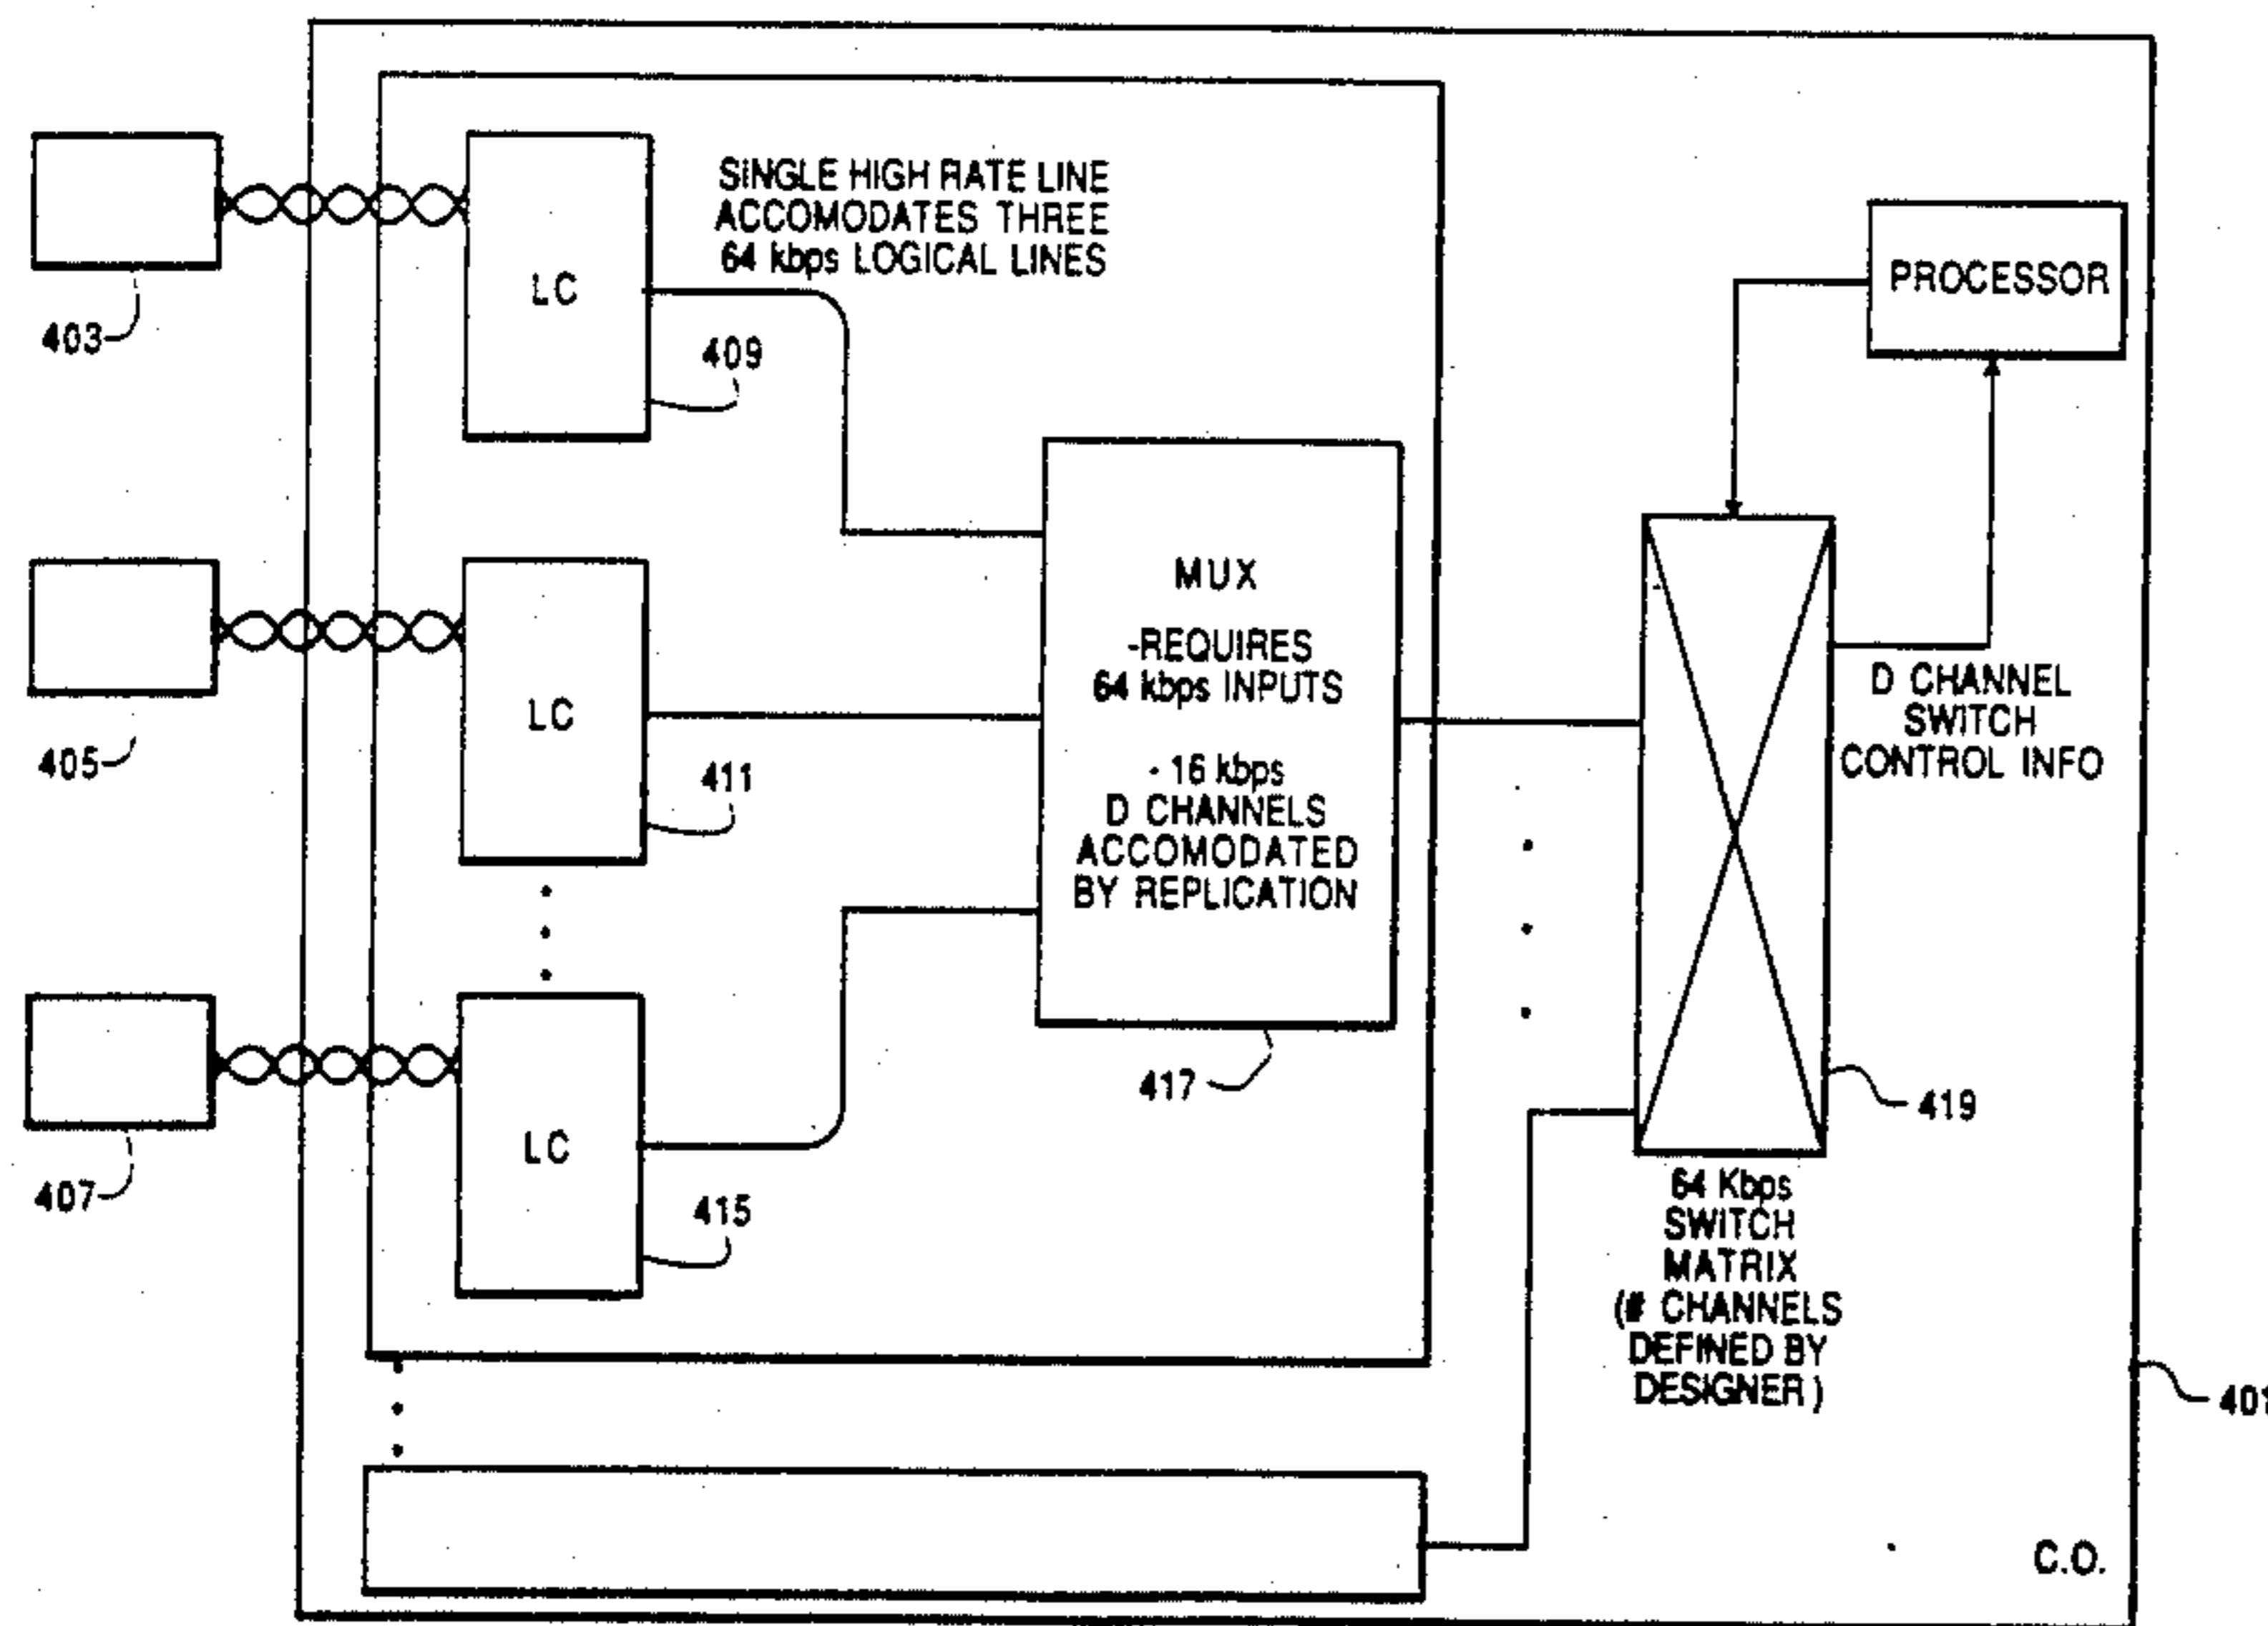 SINGLE HIGH RATE LINE
ACCOMODATES THREE
64 kbps LOGICAL LINES
LC
403
409
PROCESSOR
MUX
-REQUIRES
64 kbps INPUTS
- 16 kbps
D CHANNELS
ACCOMODATED
BY REPLICATION
LC
405
411
D CHANNEL
SWITCH
CONTROL INFO
LC
407
415
417
419
64 Kbps
SWITCH
MATRIX
(# CHANNELS
DEFINED BY
DESIGNER)
401
C.O.